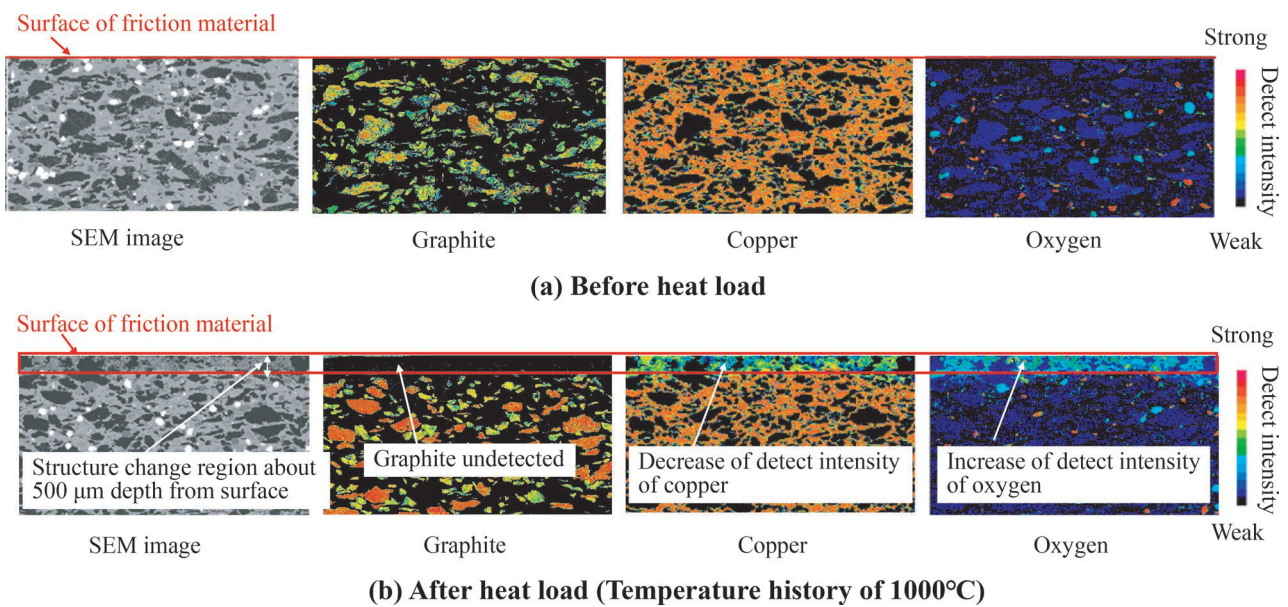 Surface of friction material
Strong
Detect intensity
Weak
SEM image
Graphite
Copper
Oxygen
(a) Before heat load
Surface of friction material
Strong
Detect intensity
Weak
Structure change region about
500 μm depth from surface
Graphite undetected
Decrease of detect intensity
of copper
Increase of detect intensity
of oxygen
SEM image
Graphite
Copper
Oxygen
(b) After heat load (Temperature history of 1000°C)